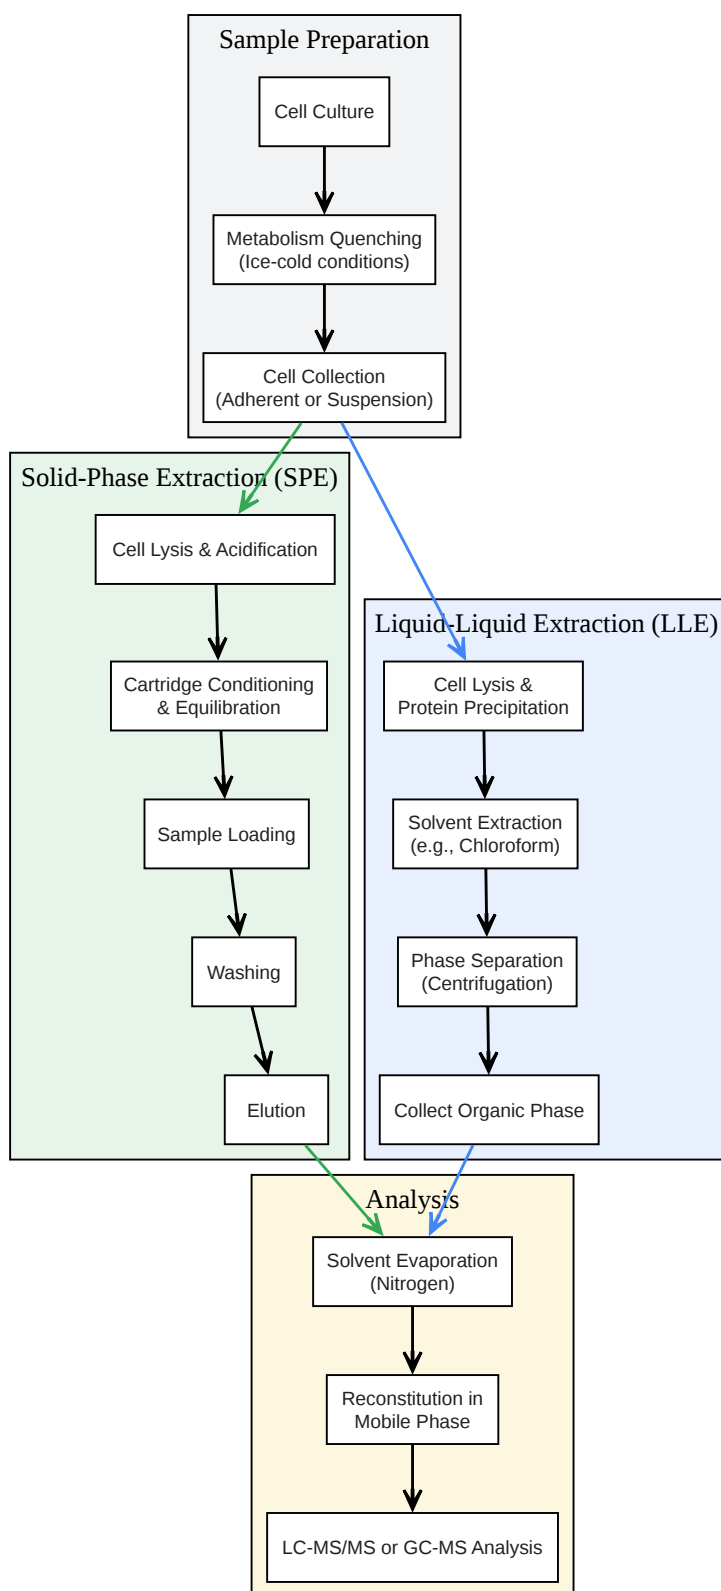 Sample Preparation
Cell Culture
Metabolism Quenching
(Ice-cold conditions)
Cell Collection
(Adherent or Suspension)
Solid-Phase Extraction (SPE)
Cell Lysis & Acidification
Cartridge Conditioning
& Equilibration
Sample Loading
Washing
Elution
Liquid-Liquid Extraction (LLE)
Cell Lysis &
Protein Precipitation
Solvent Extraction
(e.g., Chloroform)
Phase Separation
(Centrifugation)
Collect Organic Phase
Analysis
Solvent Evaporation
(Nitrogen)
Reconstitution in
Mobile Phase
LC-MS/MS or GC-MS Analysis